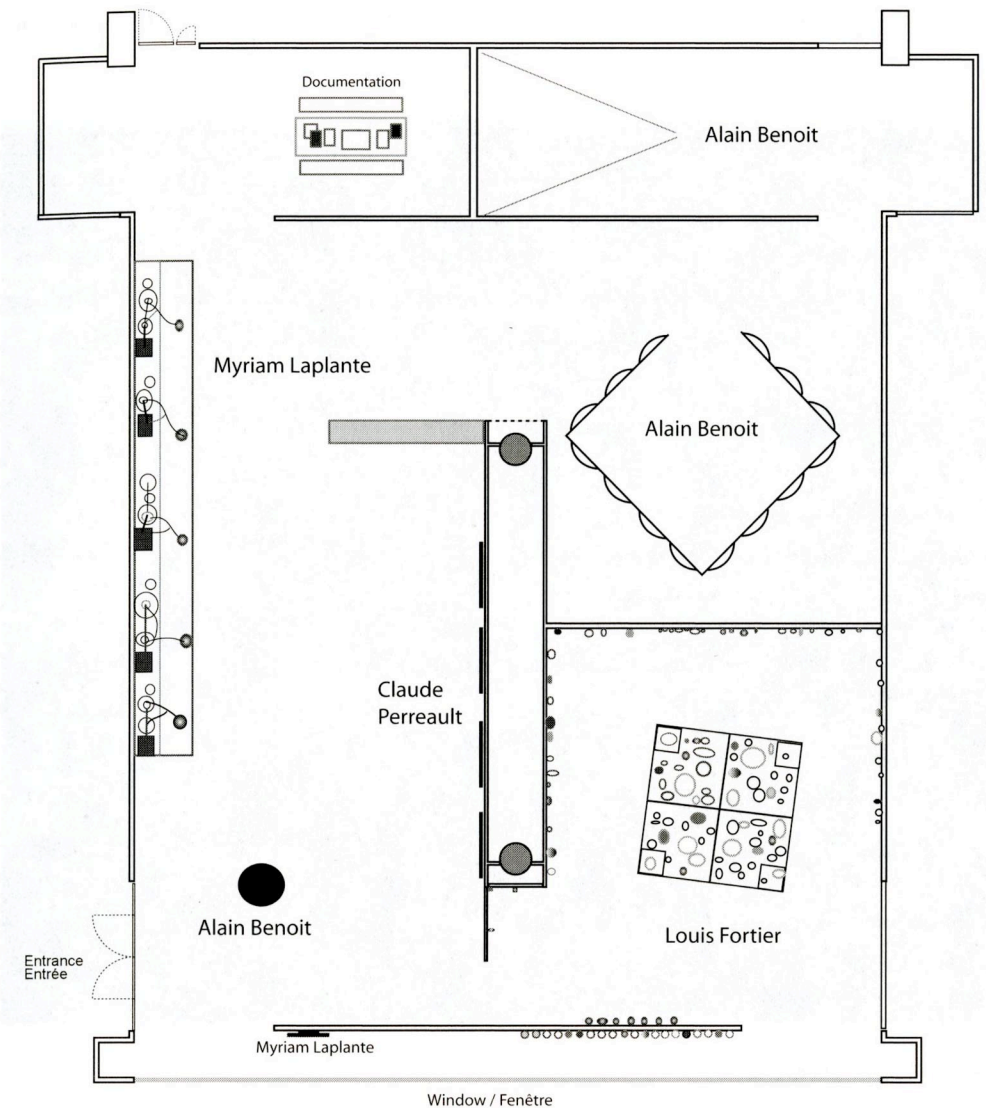 Documentation
Alain Benoit
Myriam Laplante
Alain Benoit
Claude
Perreault
Alain Benoit
Louis Fortier
Entrance
Entrée
Myriam Laplante
Window / Fenêtre